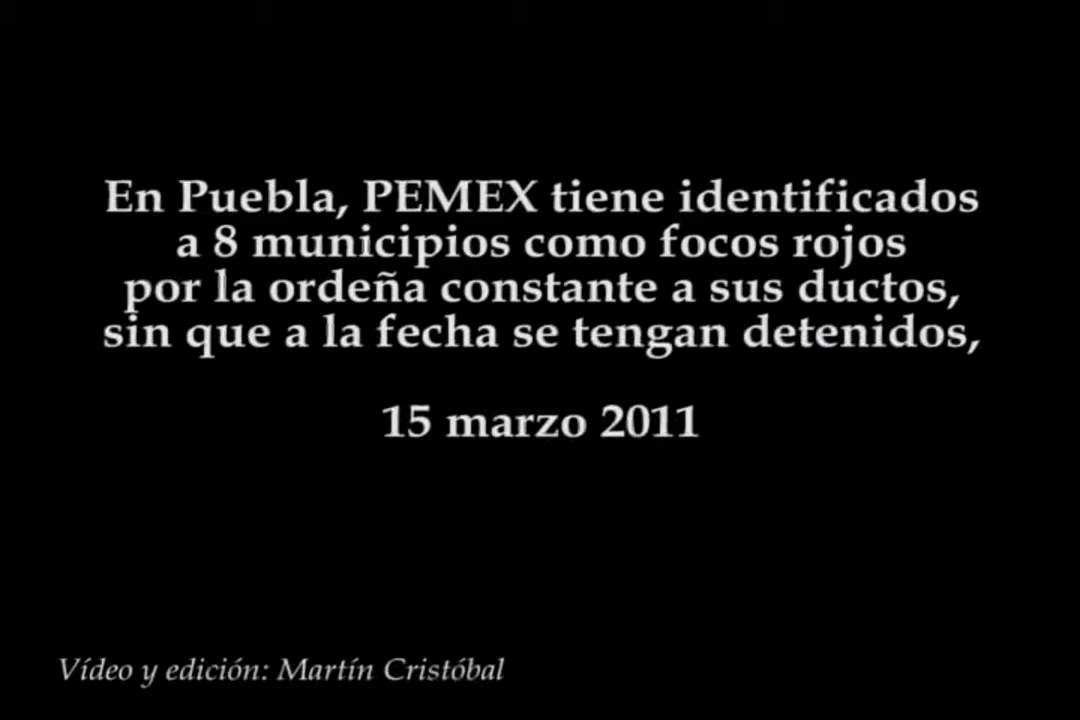 En Puebla, PEMEX tiene identificados
a 8 municipios como focos rojos
por la ordeña constante a sus ductos,
sin que a la fecha se tengan detenidos,
15 marzo 2011
Vídeo y edición: Martín Cristóbal